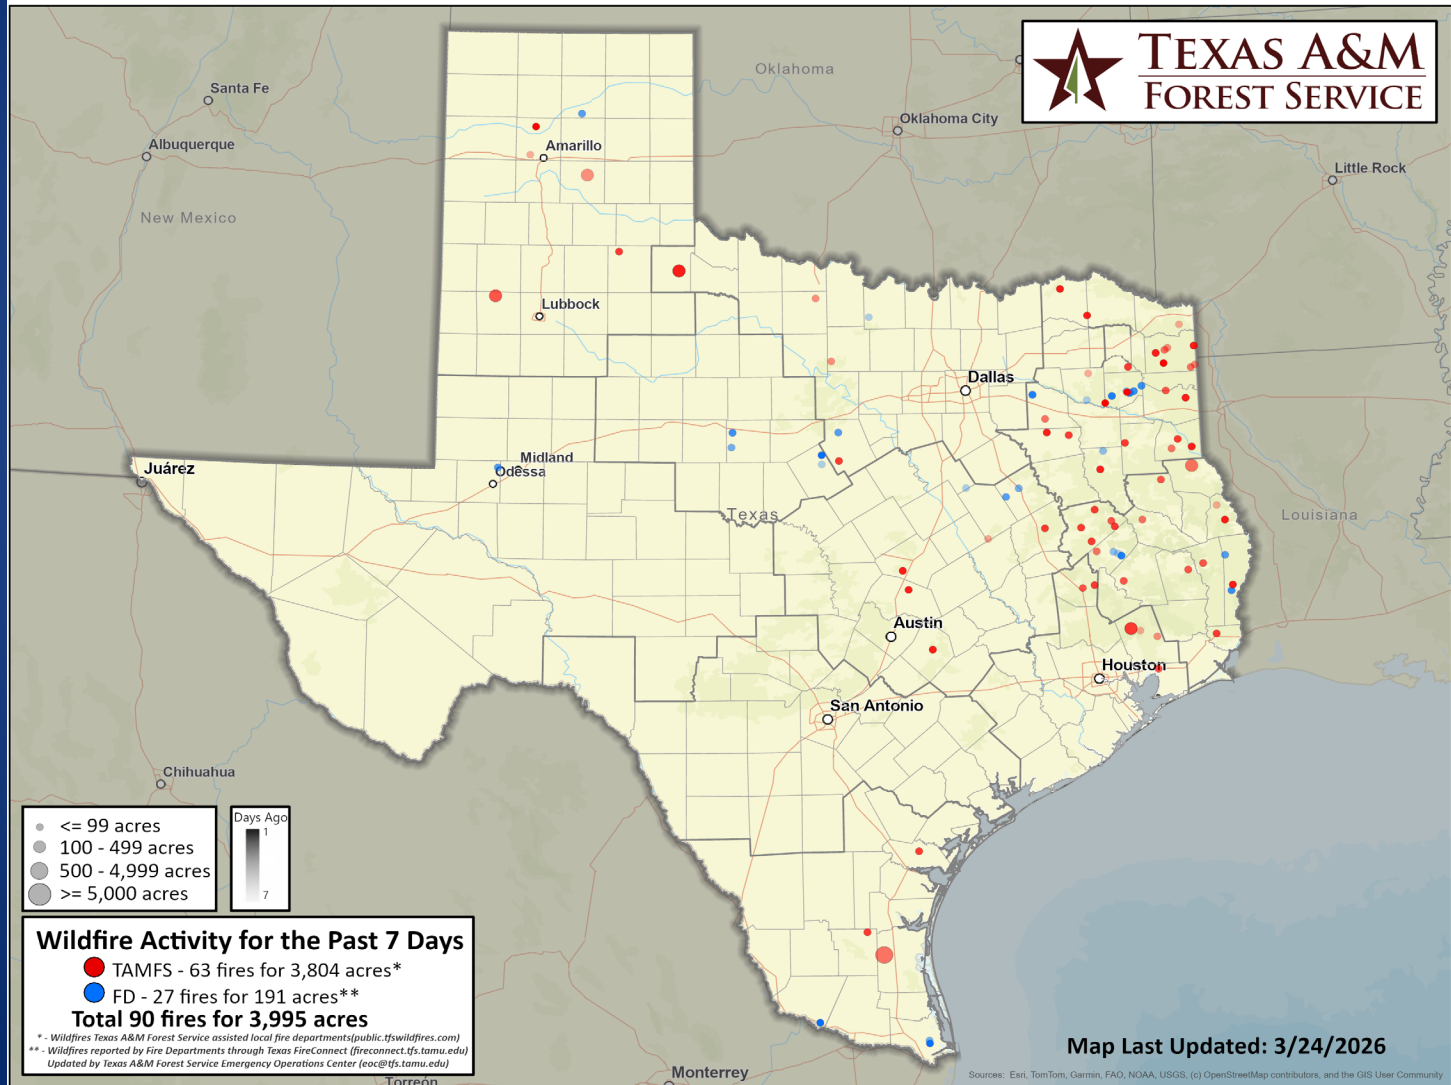 TEXAS A&M
FOREST SERVICE
Oklahoma
Santa Fe
Oklahoma City
Albuquerque
Amarillo
Little Rock
New Mexico
Lubbock
Dallas
Midland
Odessa
Juárez
Texas
Louisiana
Austin
Houston
San Antonio
Chihuahua
<= 99 acres
100 - 499 acres
500 - 4,999 acres
>= 5,000 acres
Days Ago
1
7
Wildfire Activity for the Past 7 Days
TAMFS - 63 fires for 3,804 acres*
FD - 27 fires for 191 acres**
Total 90 fires for 3,995 acres
* - Wildfires Texas A&M Forest Service assisted local fire departments(public.tfswildfires.com)
** - Wildfires reported by Fire Departments through Texas FireConnect (fireconnect.tfs.tamu.edu)
Updated by Texas A&M Forest Service Emergency Operations Center (eoc@tfs.tamu.edu)
Map Last Updated: 3/24/2026
Monterrey
Torreón
Sources: Esri, TomTom, Garmin, FAO, NOAA, USGS, (c) OpenStreetMap contributors, and the GIS User Community